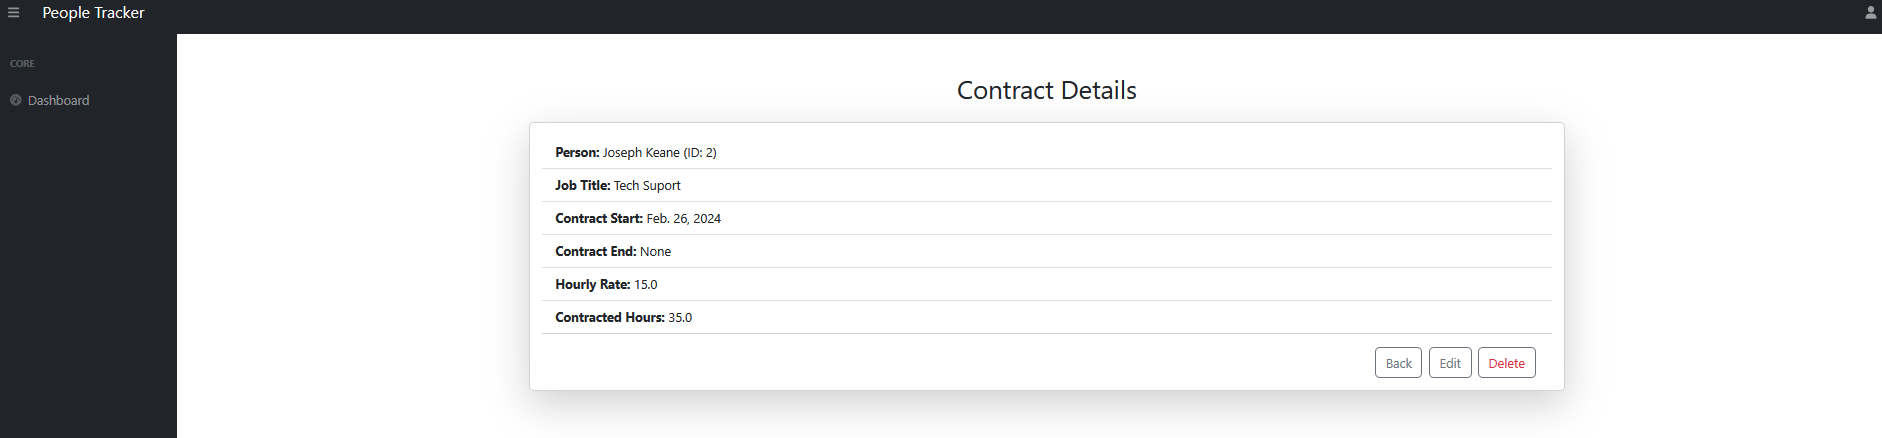 People Tracker
CORE
Dashboard
Contract Details
Person: Joseph Keane (ID: 2)
Job Title: Tech Suport
Contract Start: Feb. 26, 2024
Contract End: None
Hourly Rate: 15.0
Contracted Hours: 35.0
Back Edit Delete